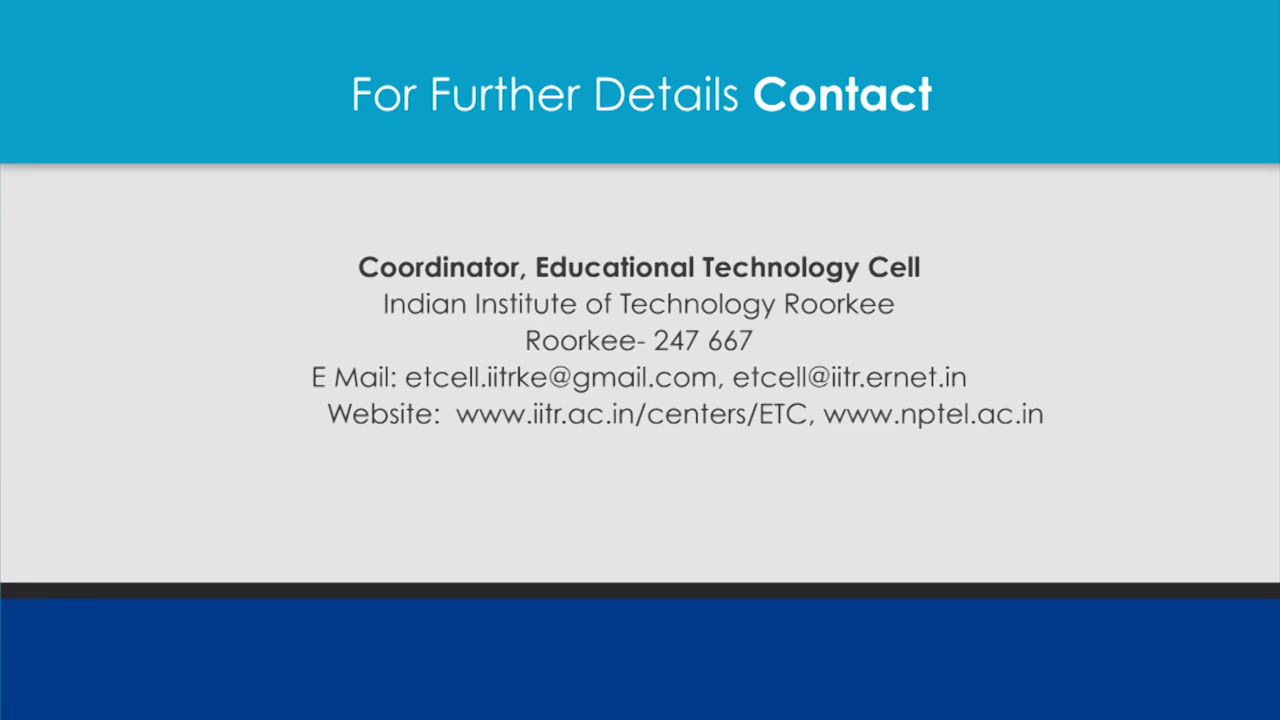 For Further Details Contact
Coordinator, Educational Technology Cell
Indian Institute of Technology Roorkee
Roorkee- 247 667
E Mail: etcell.iitrke@gmail.com, etcell@iitr.ernet.in
Website: www.iitr.ac.in/centers/ETC, www.nptel.ac.in